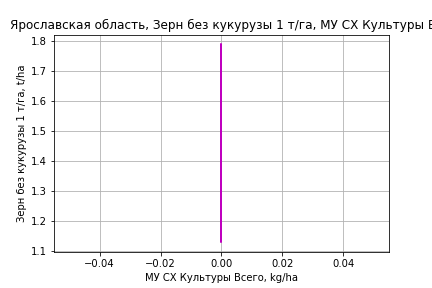 Ярославская область, Зерн без кукурузы 1 т/га, МУ СХ Культуры В
1.8
1.7
1.6
1.5
1.4
1.3
1.2
1.1
Зерн без кукурузы 1 т/га, t/ha
−0.04 −0.02 0.00 0.02 0.04
МУ СХ Культуры Всего, kg/ha